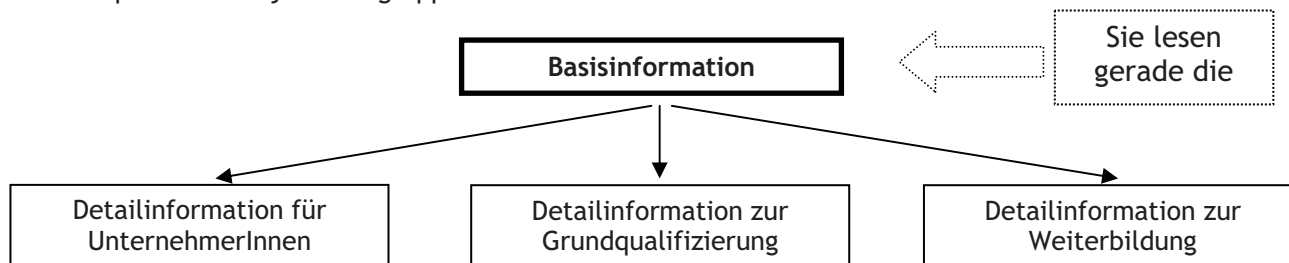 Sie lesen
gerade die
Basisinformation
Detailinformation für
UnternehmerInnen
Detailinformation zur
Grundqualifizierung
Detailinformation zur
Weiterbildung